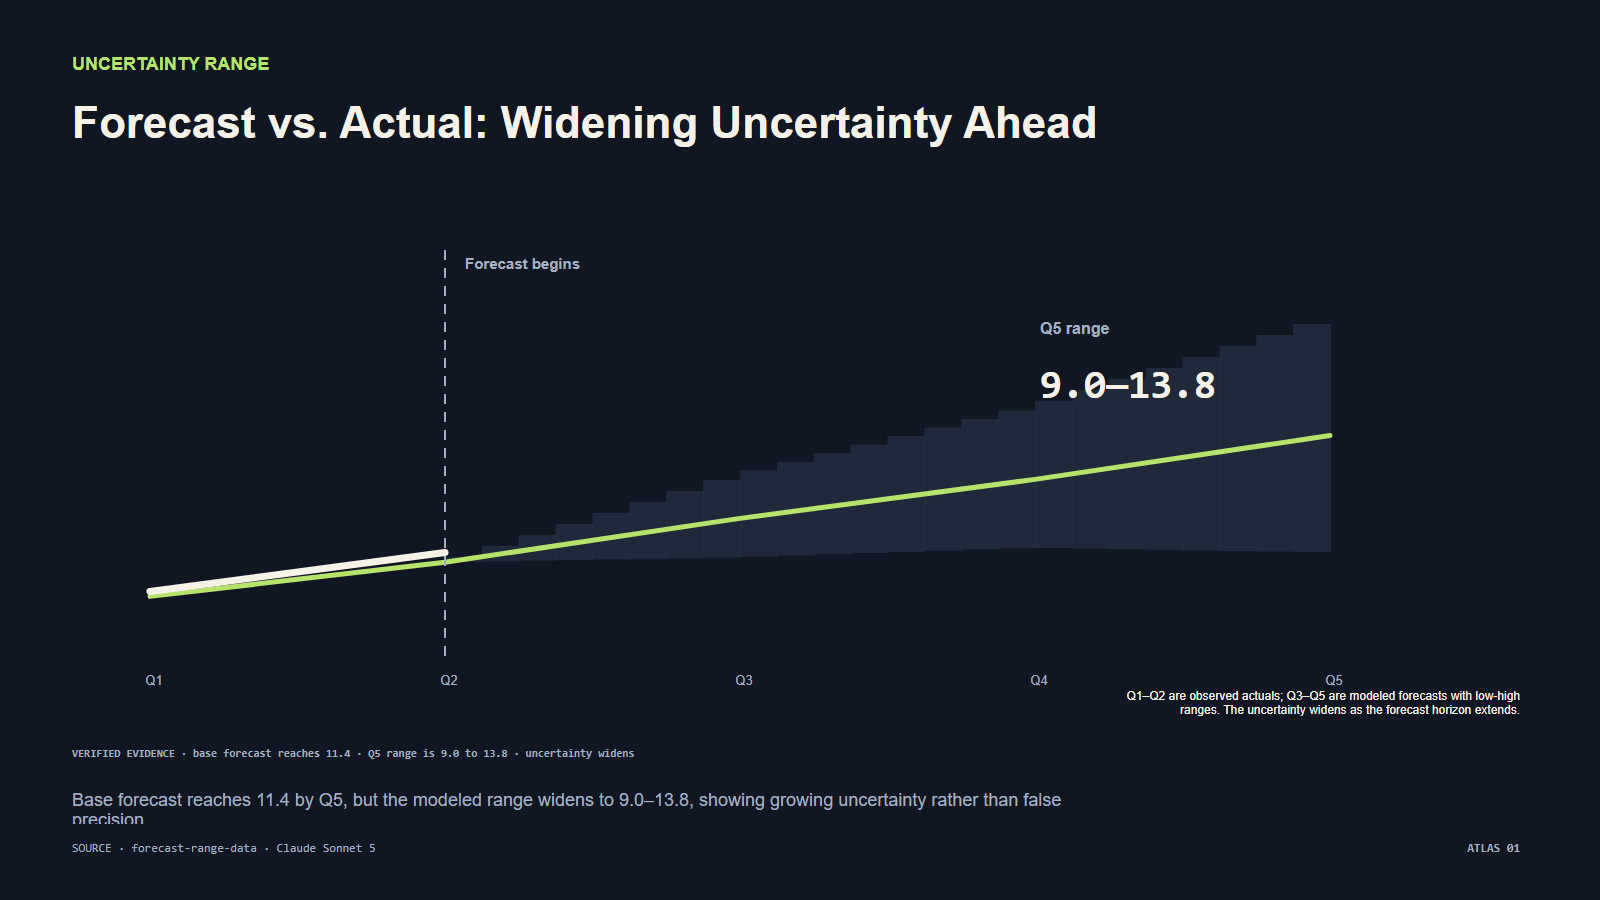 UNCERTAINTY RANGE
Forecast vs. Actual: Widening Uncertainty Ahead
Forecast begins
Q5 range
9.0–13.8
Q1
Q2
Q3
Q4
Q5
Q1–Q2 are observed actuals; Q3–Q5 are modeled forecasts with low-high
ranges. The uncertainty widens as the forecast horizon extends.
VERIFIED EVIDENCE · base forecast reaches 11.4 · Q5 range is 9.0 to 13.8 · uncertainty widens
Base forecast reaches 11.4 by Q5, but the modeled range widens to 9.0–13.8, showing growing uncertainty rather than false
precision
SOURCE · forecast-range-data · Claude Sonnet 5
ATLAS 01